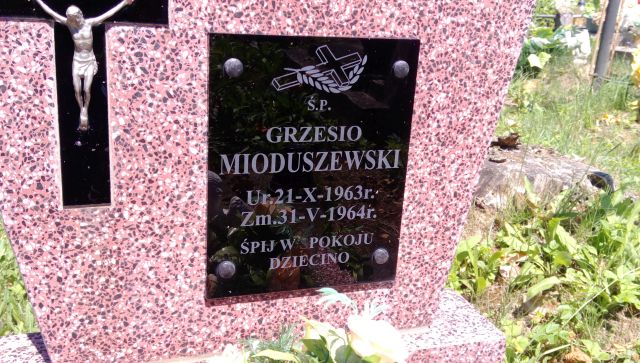 Ś.P.
GRZESIO
MIODUSZEWSKI
Ur.21-X-1963r.
Zm.31-V-1964r.
ŚPIJ W POKOJU
DZIECINO